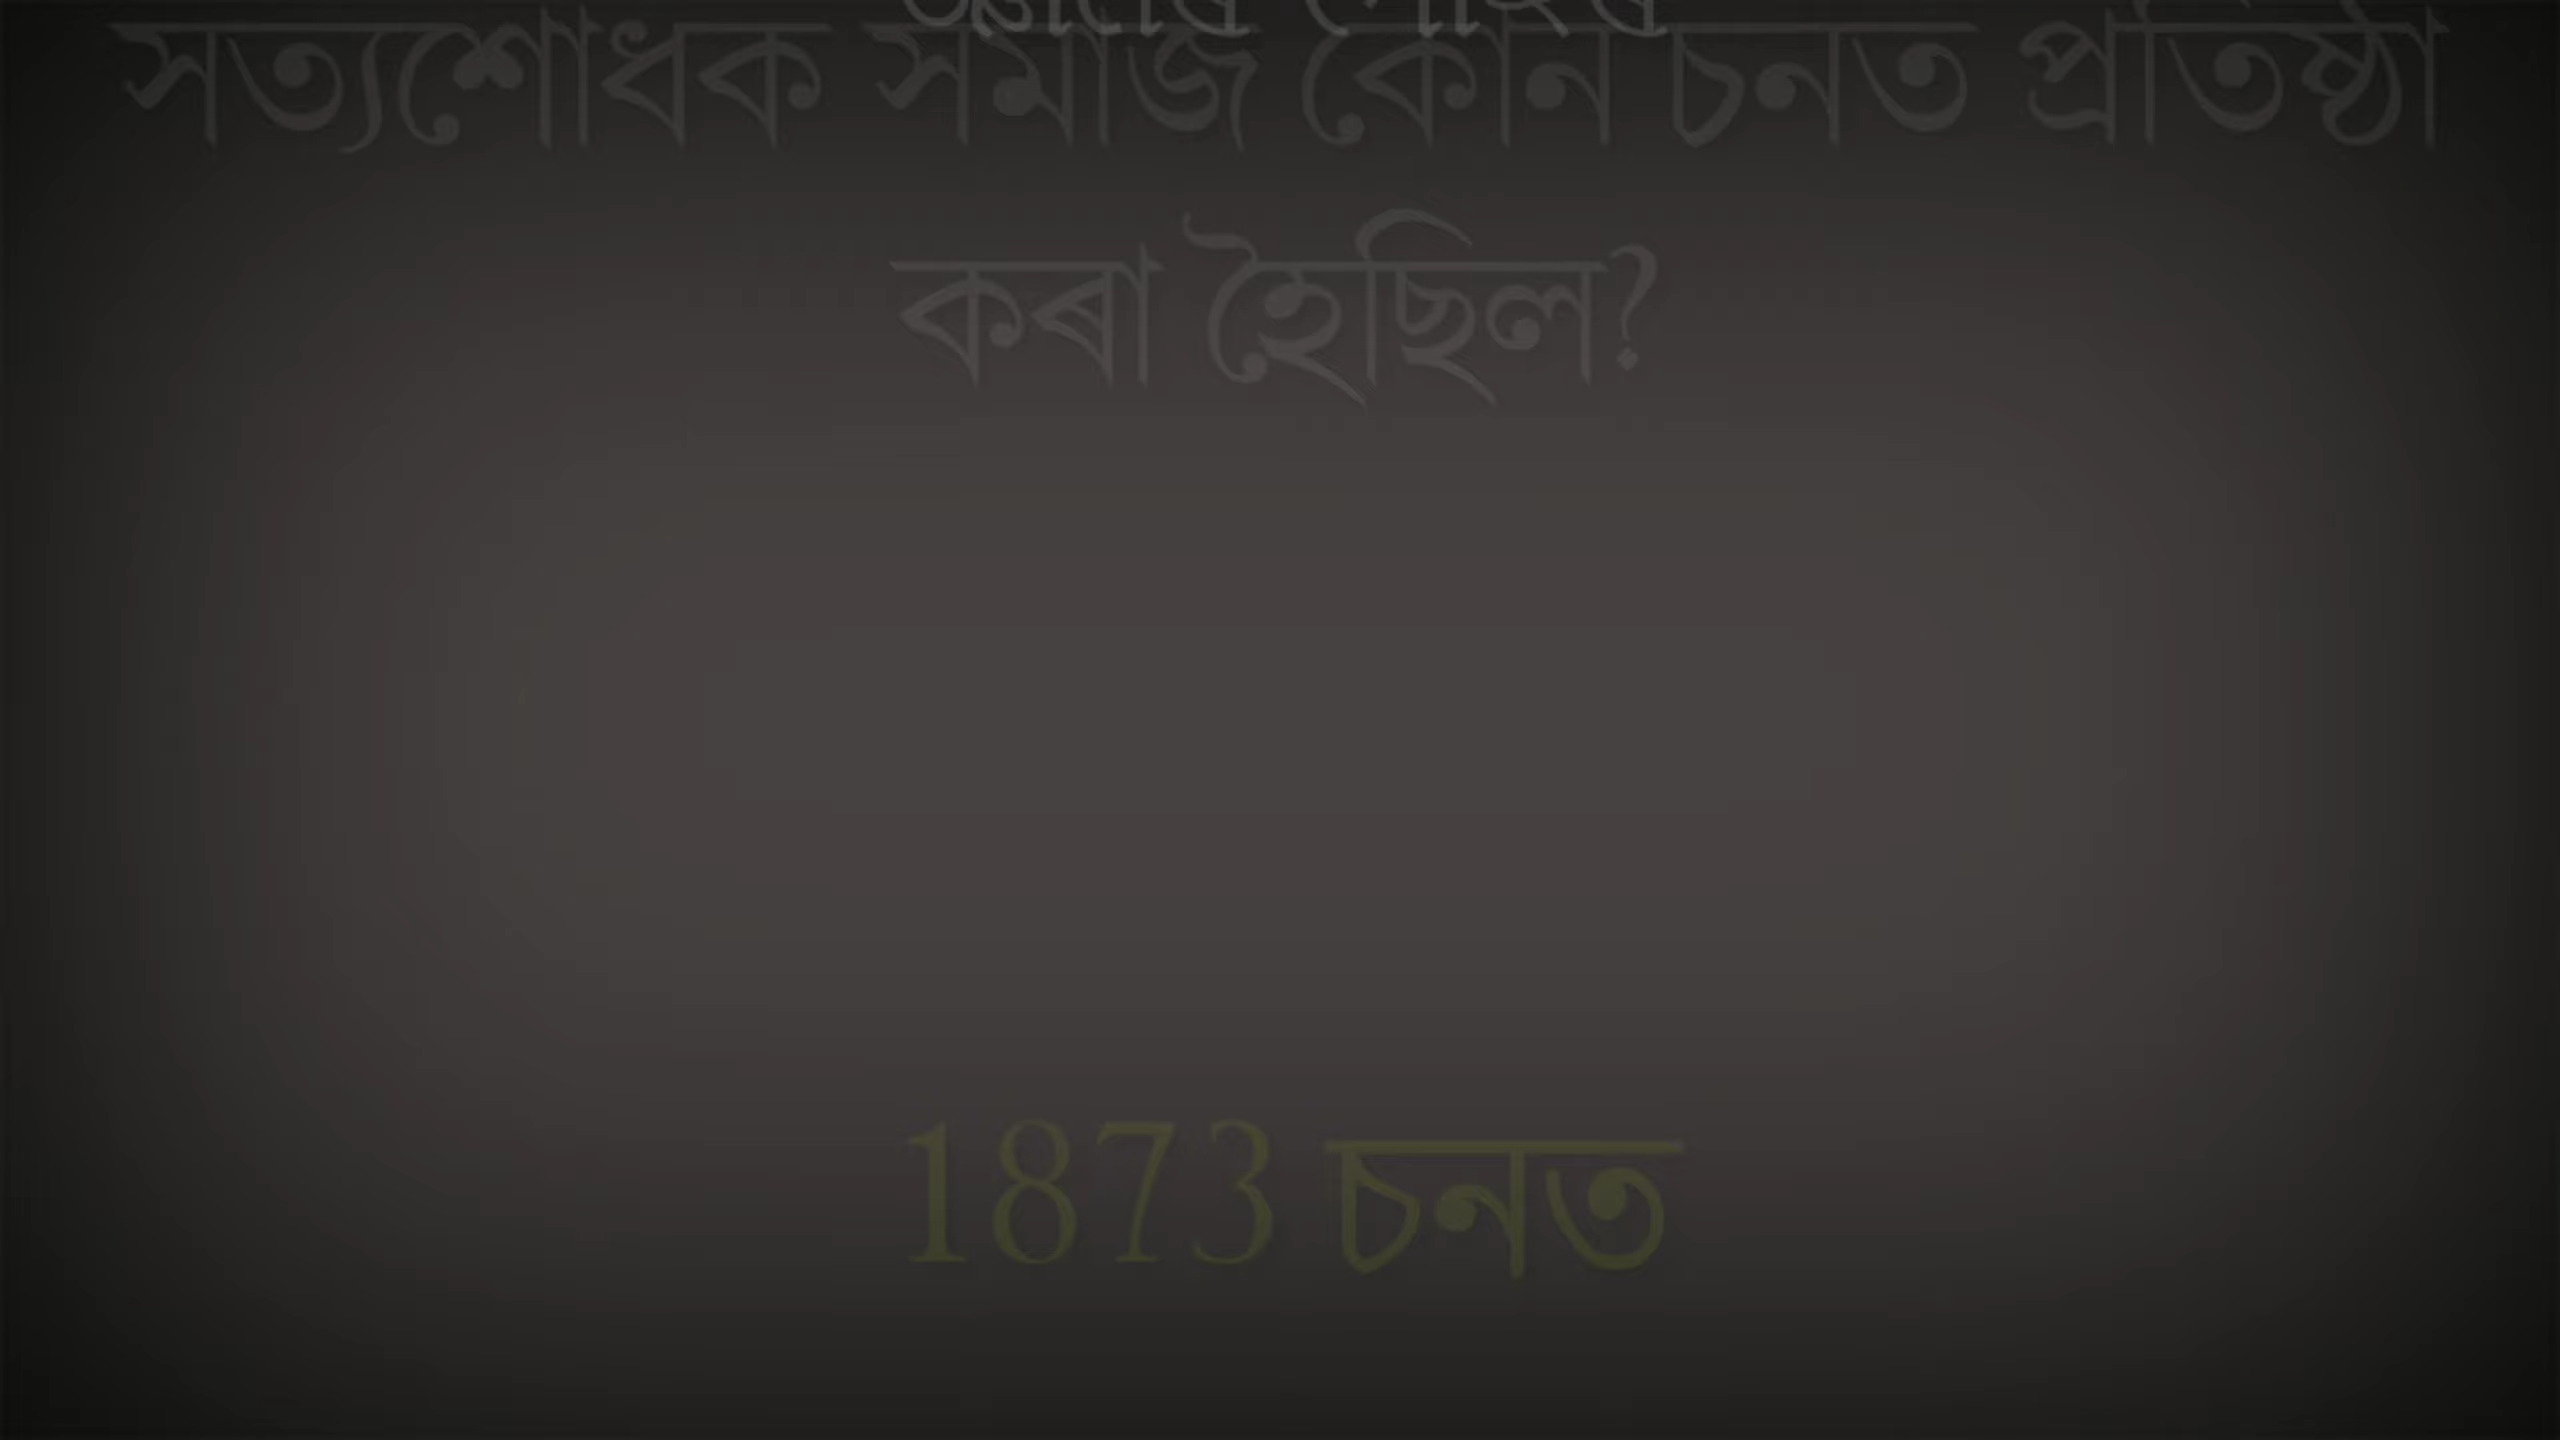 সত্যশোধক সমাজ কোন চনত প্ৰতিষ্ঠা
কৰা হৈছিল?
1873 চনত